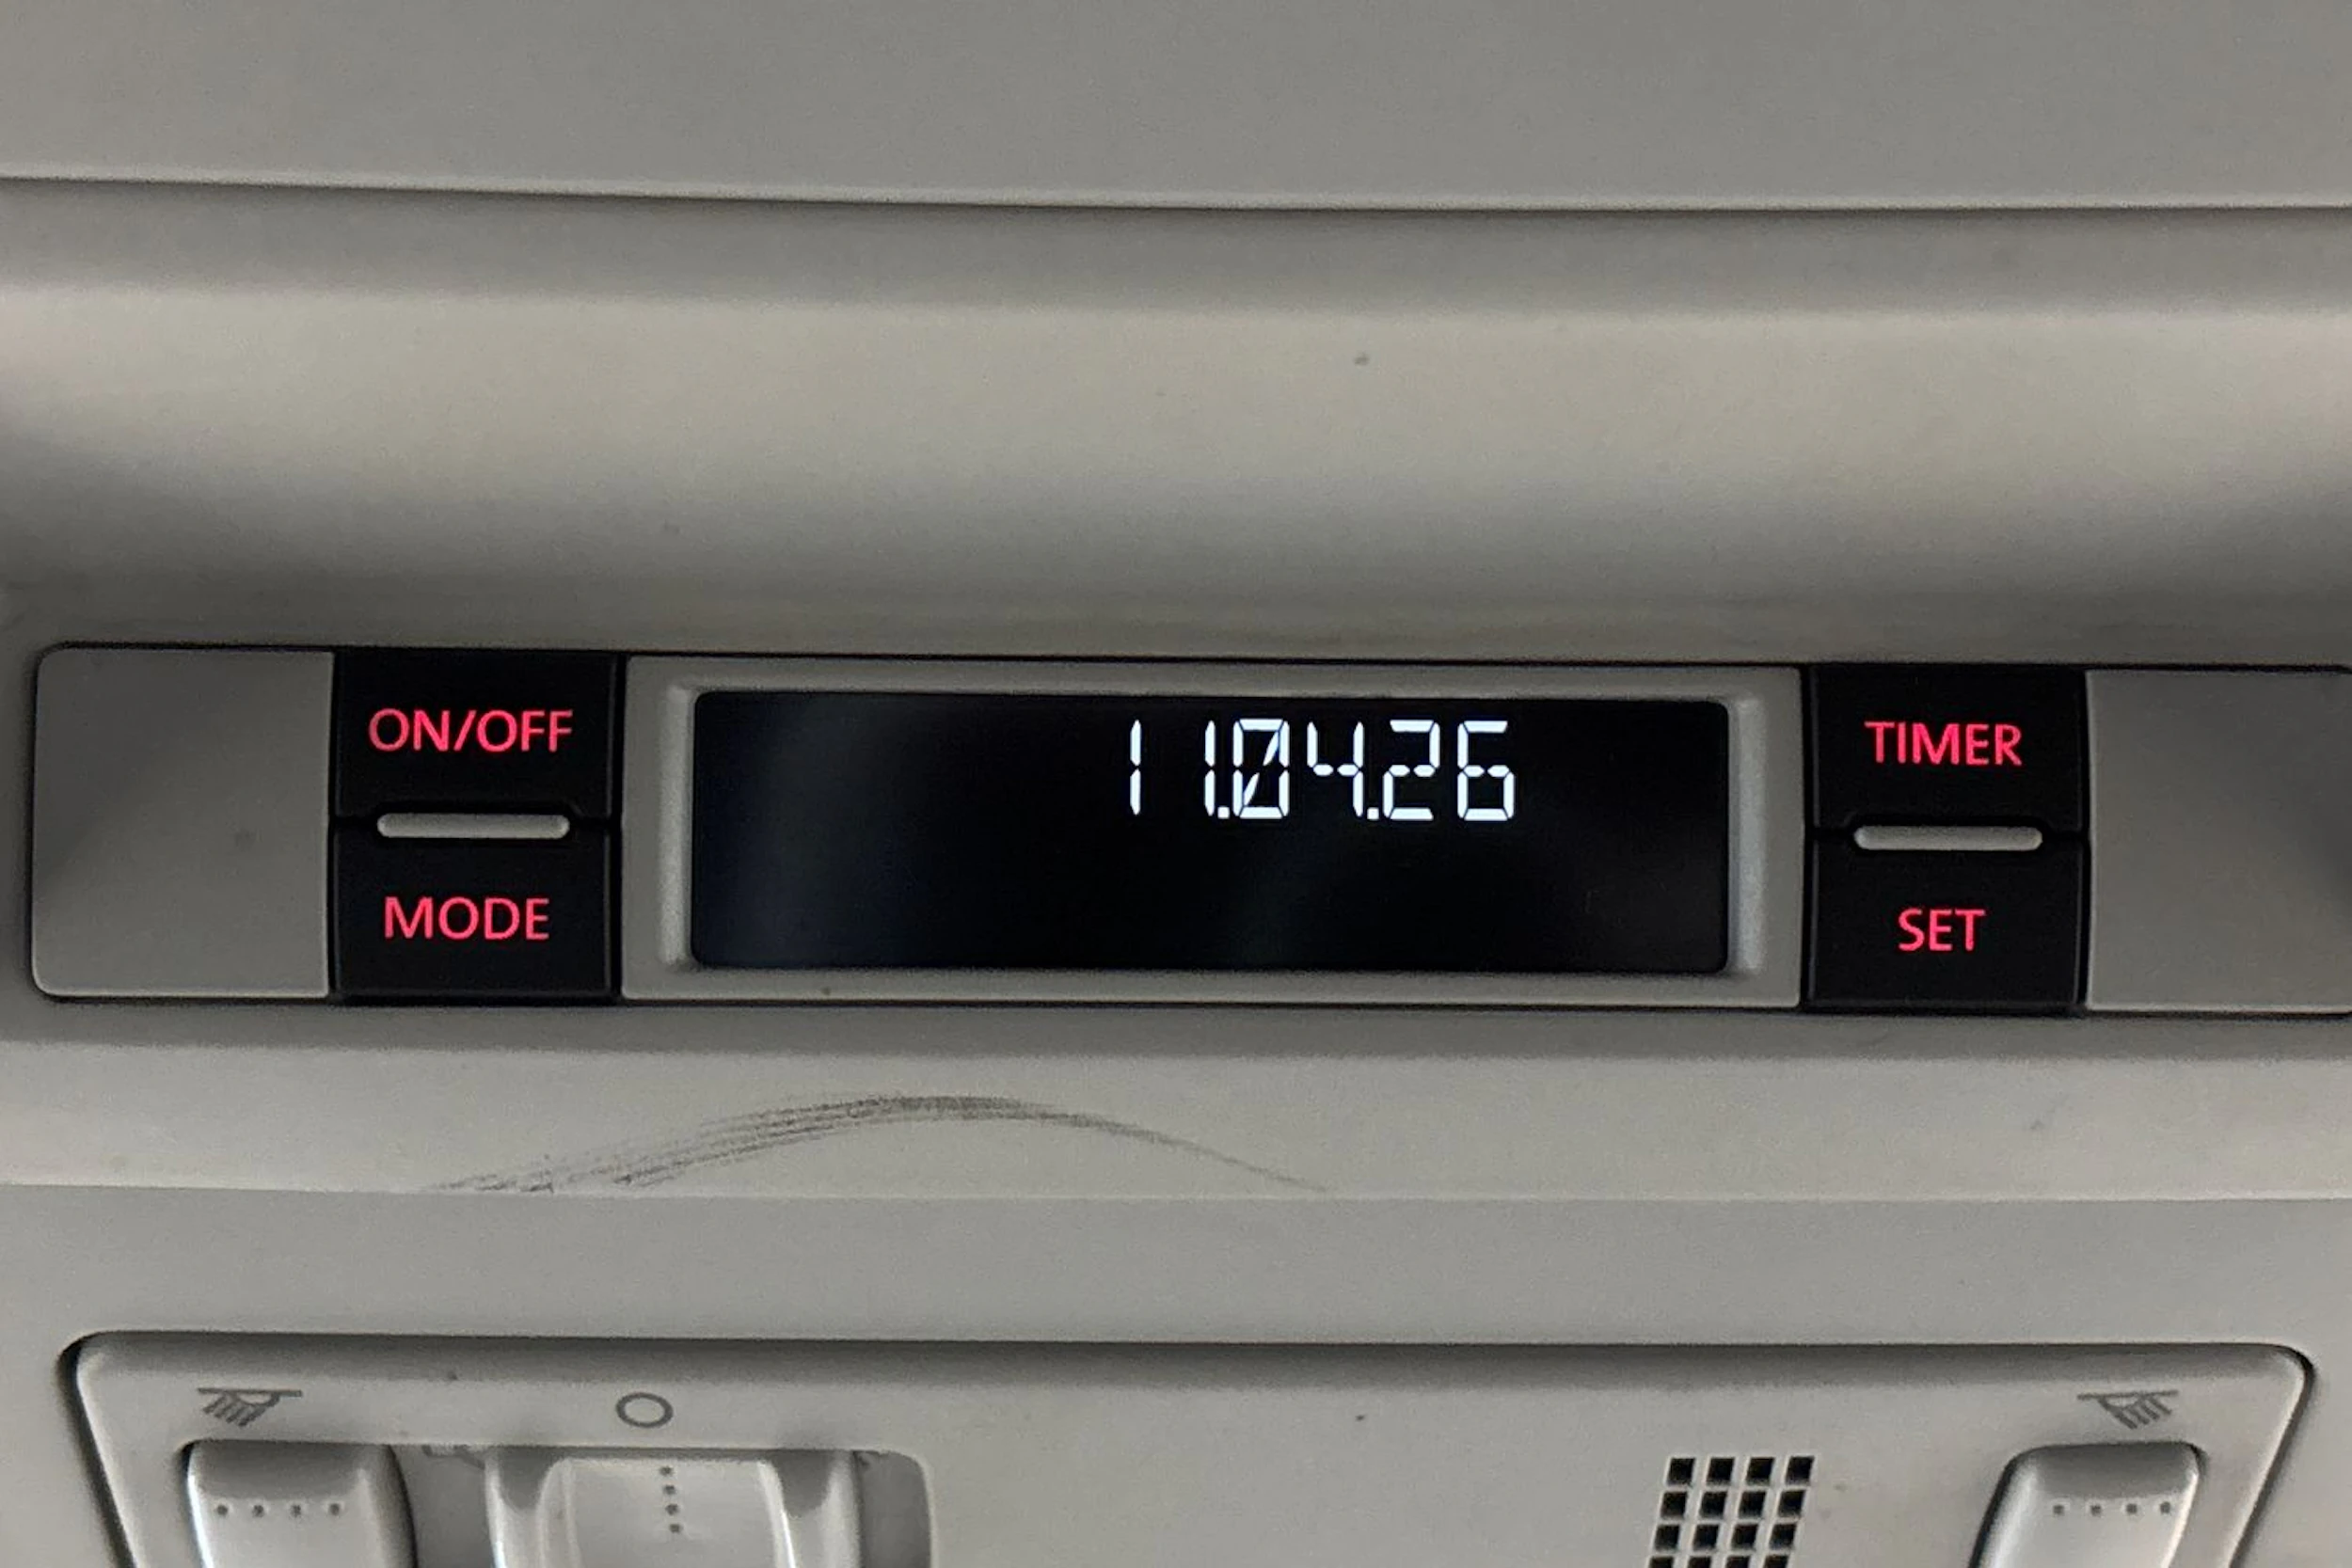 ON/OFF
MODE
11.04.26
TIMER
SET